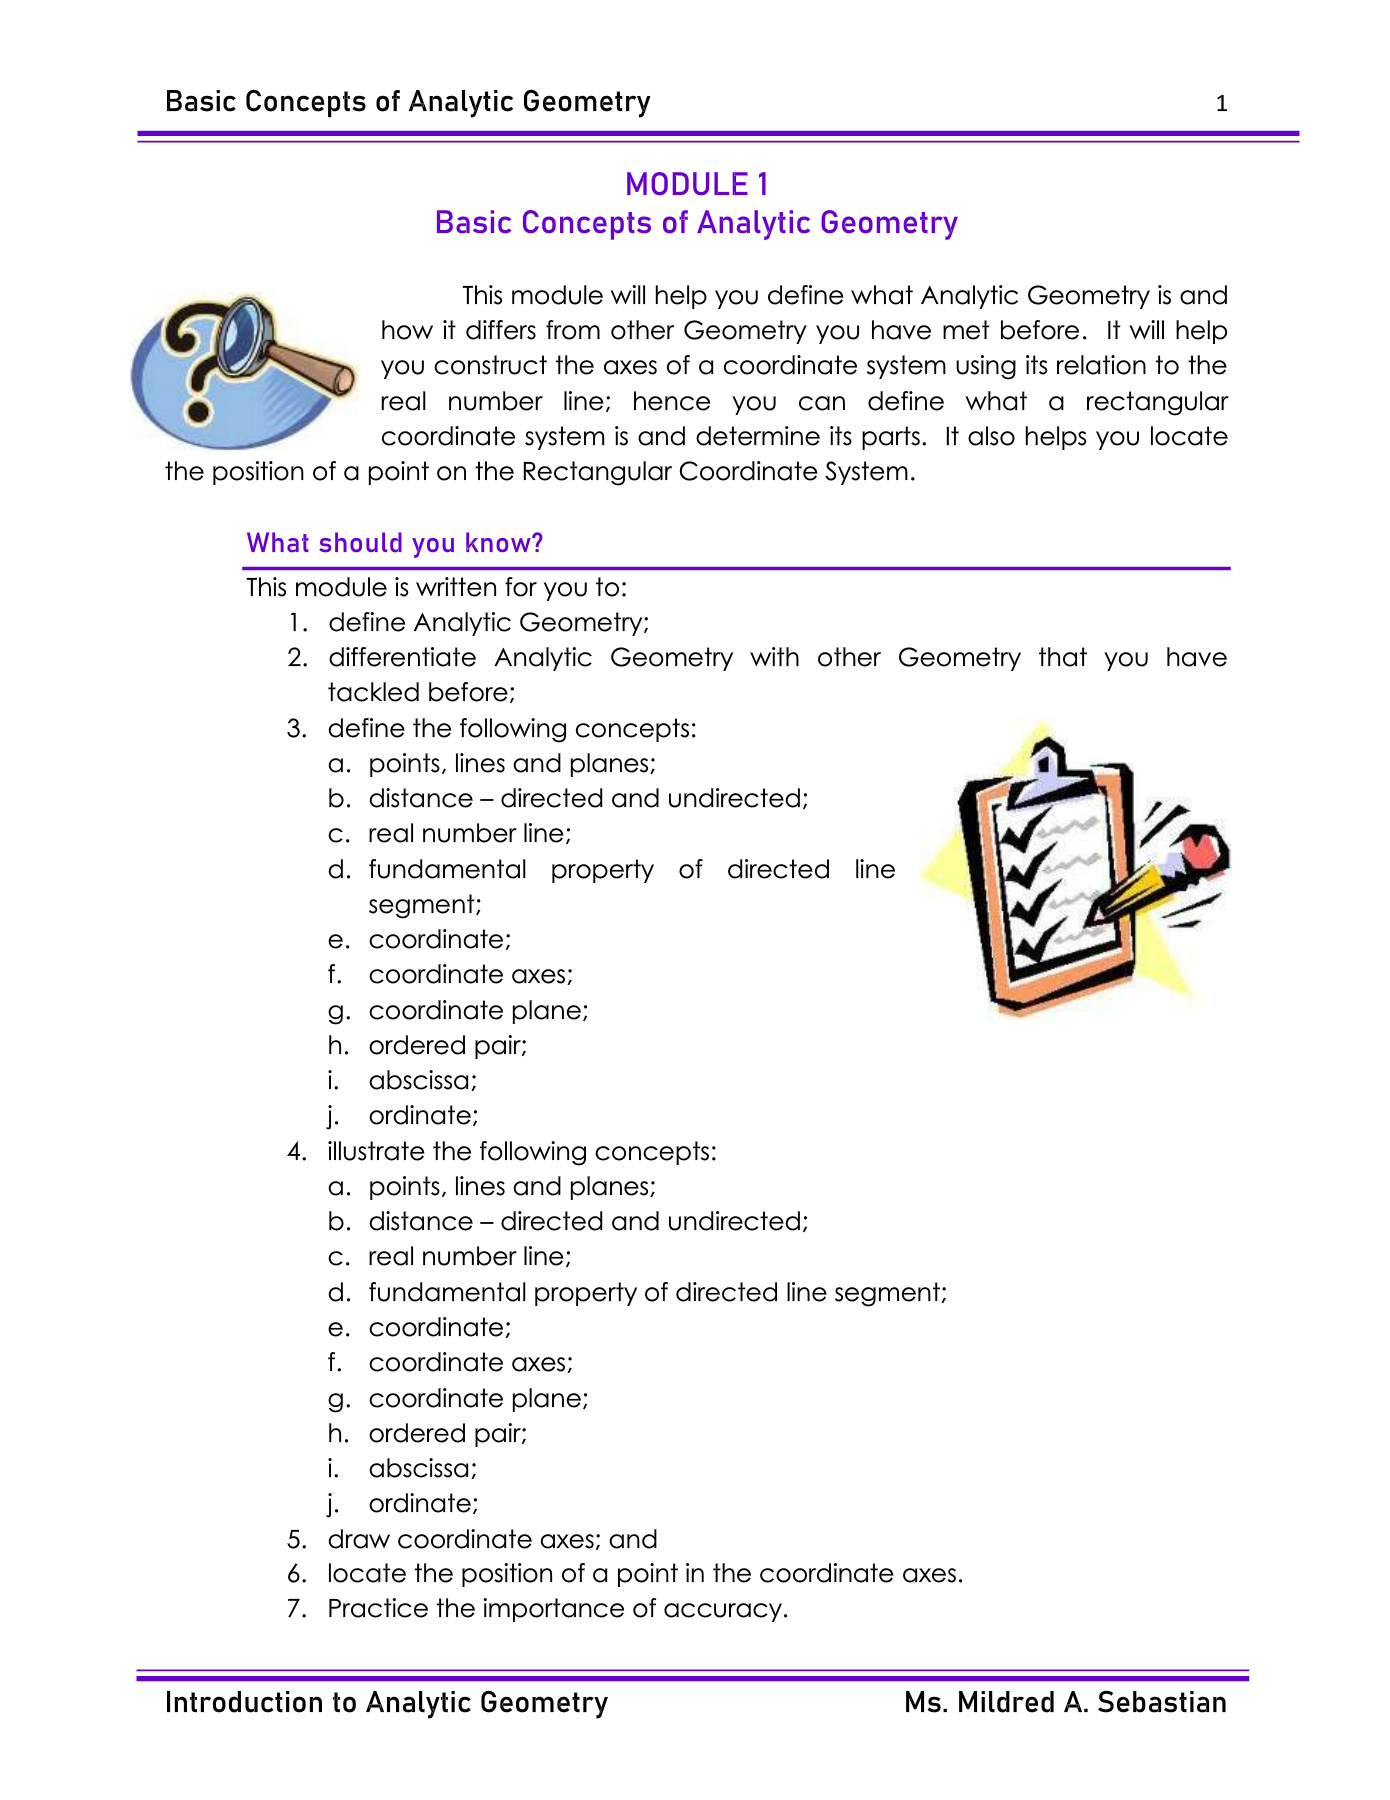 Basic Concepts of Analytic Geometry 1
MODULE 1
Basic Concepts of Analytic Geometry
This module will help you define what Analytic Geometry is and
how it differs from other Geometry you have met before. It will help
you construct the axes of a coordinate system using its relation to the
real number line; hence you can define what a rectangular
coordinate system is and determine its parts. It also helps you locate
the position of a point on the Rectangular Coordinate System.
What should you know?
This module is written for you to:
1. define Analytic Geometry;
2. differentiate Analytic Geometry with other Geometry that you have
tackled before;
3. define the following concepts:
a. points, lines and planes;
b. distance – directed and undirected;
c. real number line;
d. fundamental property of directed line
segment;
e. coordinate;
f. coordinate axes;
g. coordinate plane;
h. ordered pair;
i. abscissa;
j. ordinate;
4. illustrate the following concepts:
a. points, lines and planes;
b. distance – directed and undirected;
c. real number line;
d. fundamental property of directed line segment;
e. coordinate;
f. coordinate axes;
g. coordinate plane;
h. ordered pair;
i. abscissa;
j. ordinate;
5. draw coordinate axes; and
6. locate the position of a point in the coordinate axes.
7. Practice the importance of accuracy.
Introduction to Analytic Geometry Ms. Mildred A. Sebastian